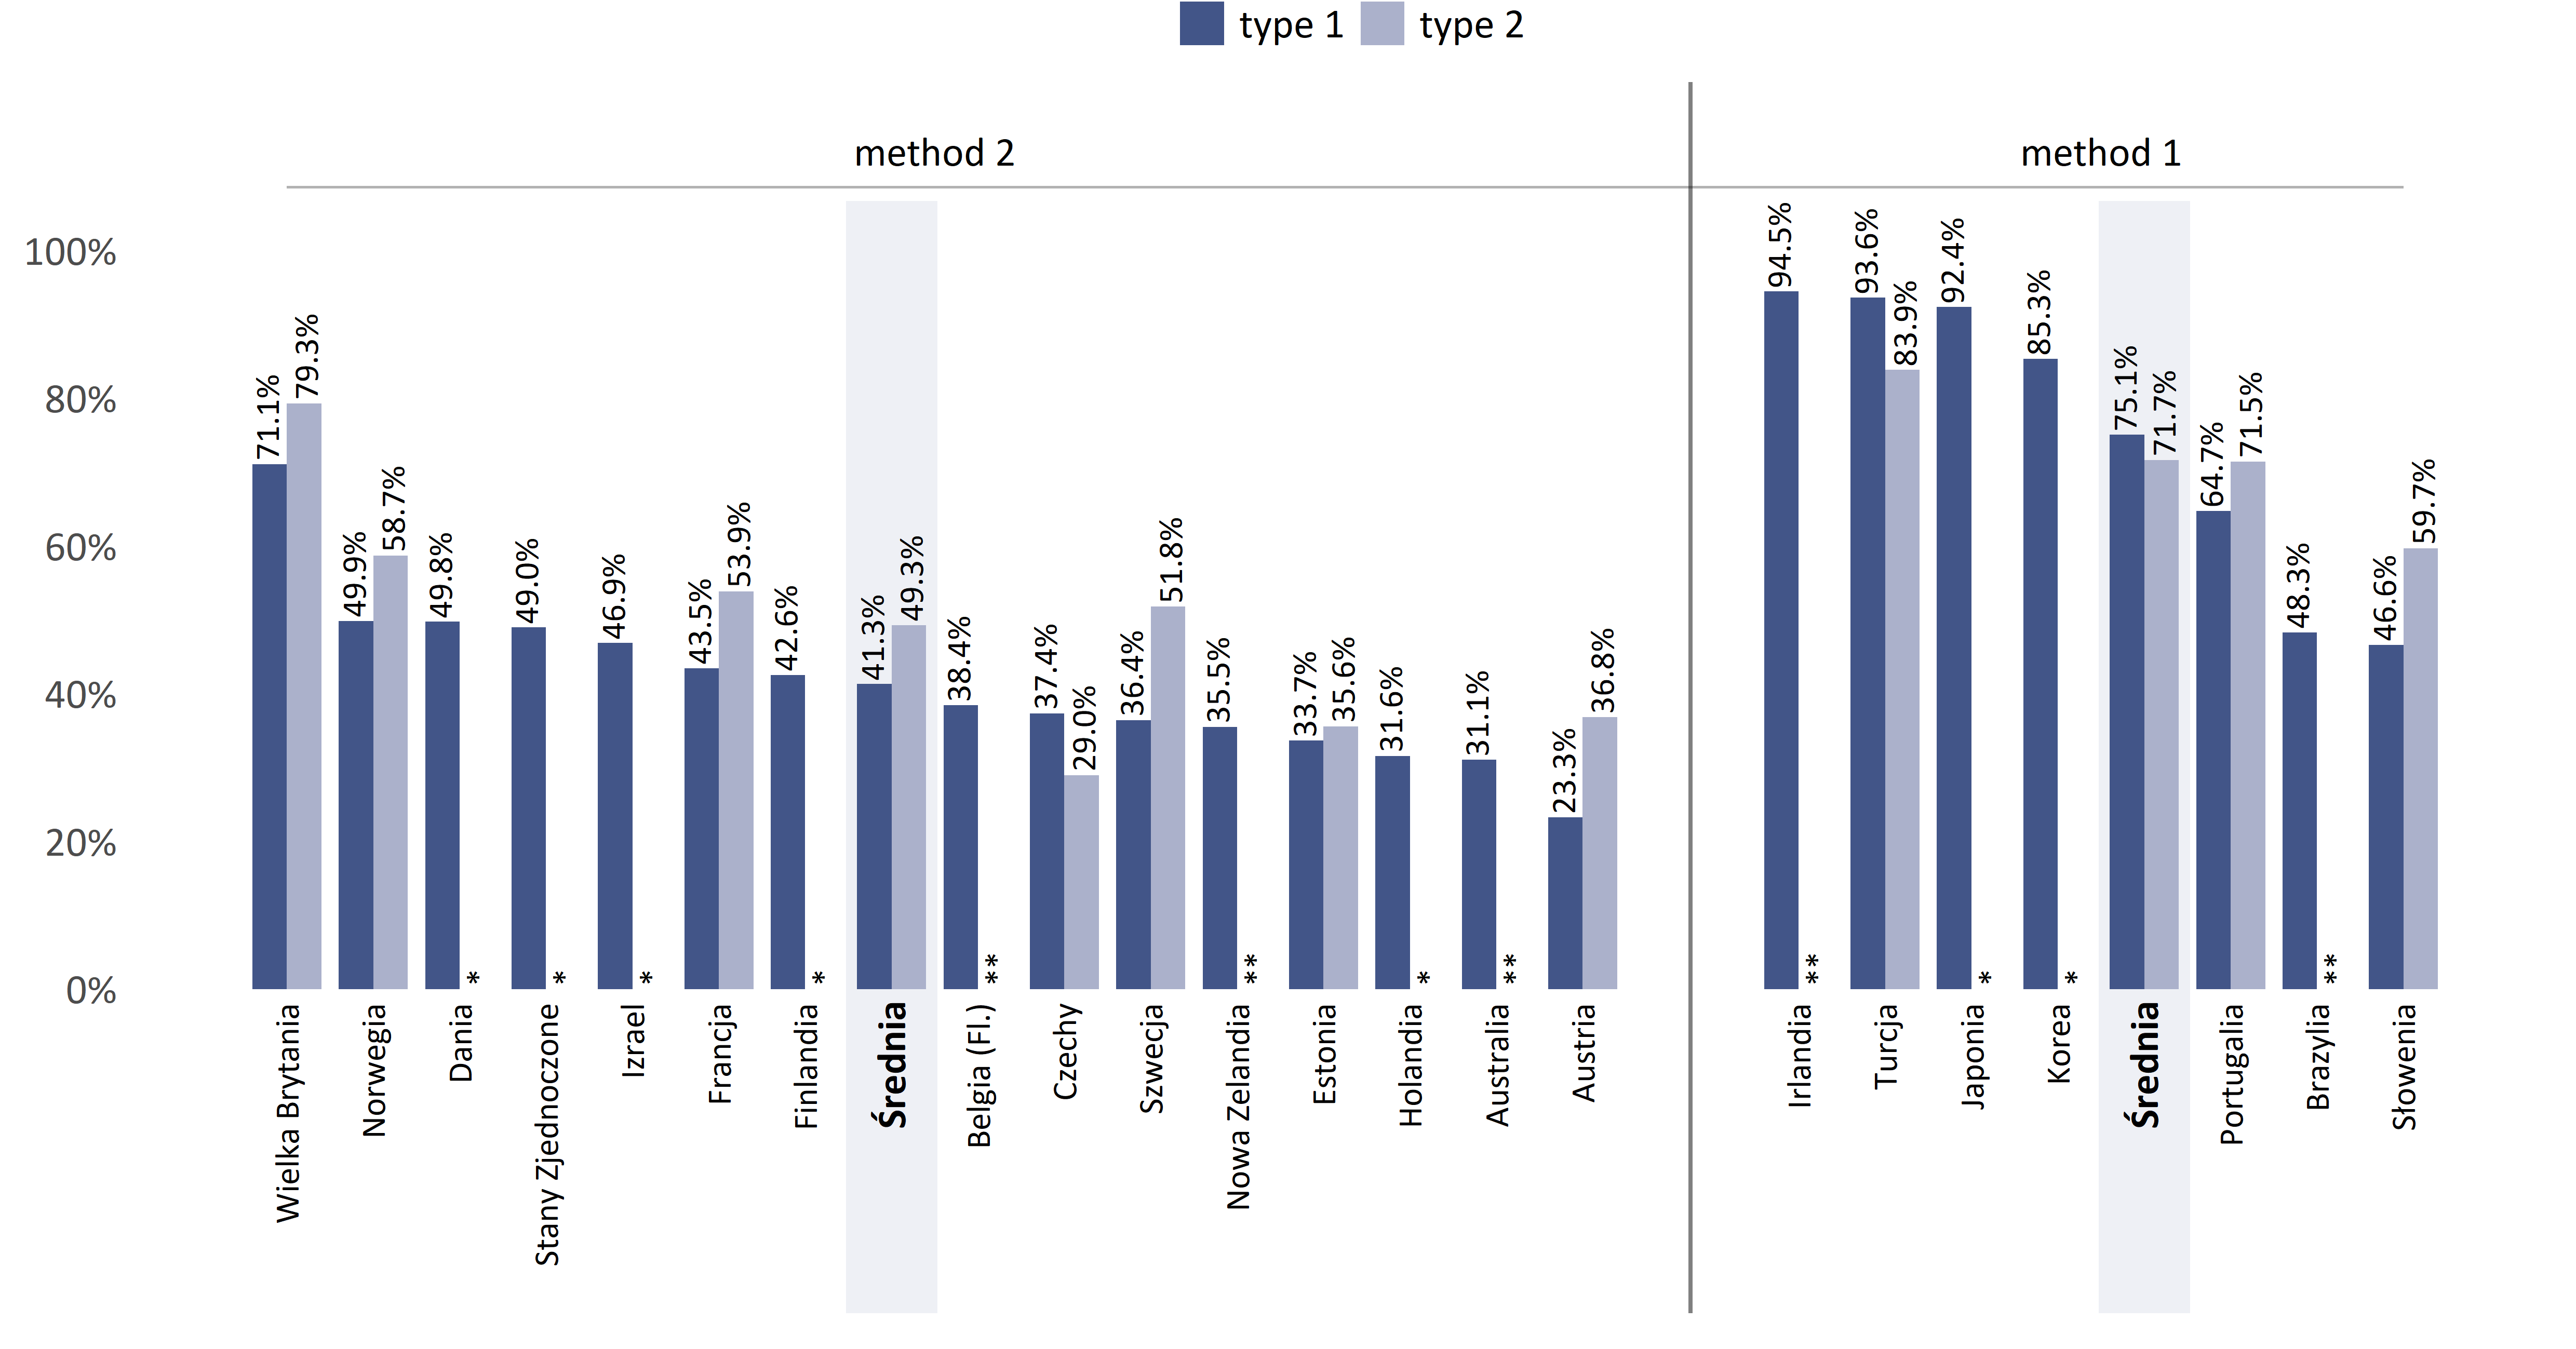 type 1 type 2
method 2 method 1
100%
80%
60%
40%
20%
0%
71.1% 79.3%
49.9% 58.7%
49.8% *
49.0% *
46.9% *
43.5% 53.9%
42.6% *
41.3% 49.3%
38.4% **
37.4% 29.0%
36.4% 51.8%
35.5% **
33.7% 35.6%
31.6% *
31.1% **
23.3% 36.8%
94.5% **
93.6% 83.9%
92.4% *
85.3% *
75.1% 71.7%
64.7% 71.5%
48.3% **
46.6% 59.7%
Wielka Brytania
Norwegia
Dania
Stany Zjednoczone
Izrael
Francja
Finlandia
Średnia
Belgia (Fl.)
Czechy
Szwecja
Nowa Zelandia
Estonia
Holandia
Australia
Austria
Irlandia
Turcja
Japonia
Korea
Średnia
Portugalia
Brazylia
Słowenia